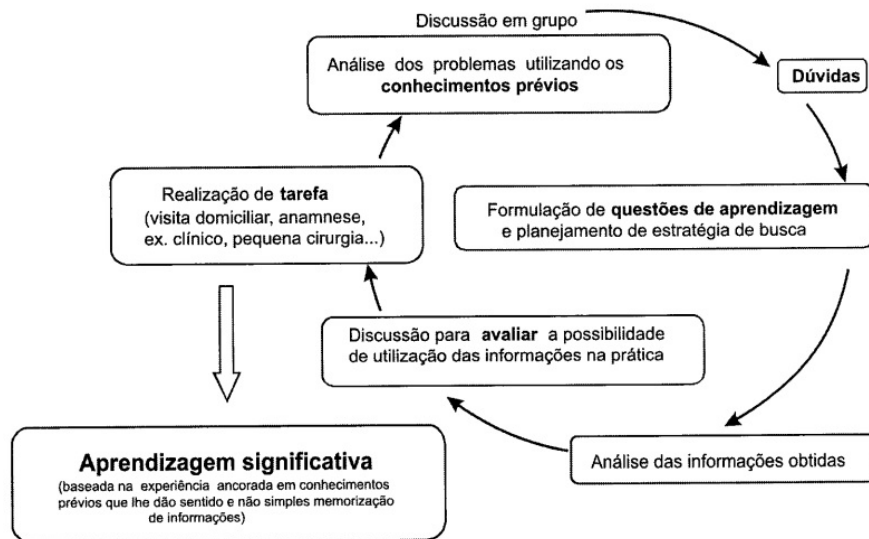 Discussão em grupo
Análise dos problemas utilizando os
conhecimentos prévios
Dúvidas
Realização de tarefa
(visita domiciliar, anamnese,
ex. clínico, pequena cirurgia...)
Formulação de questões de aprendizagem
e planejamento de estratégia de busca
Discussão para avaliar a possibilidade
de utilização das informações na prática
Análise das informações obtidas
Aprendizagem significativa
(baseada na experiência ancorada em conhecimentos
prévios que lhe dão sentido e não simples memorização
de informações)